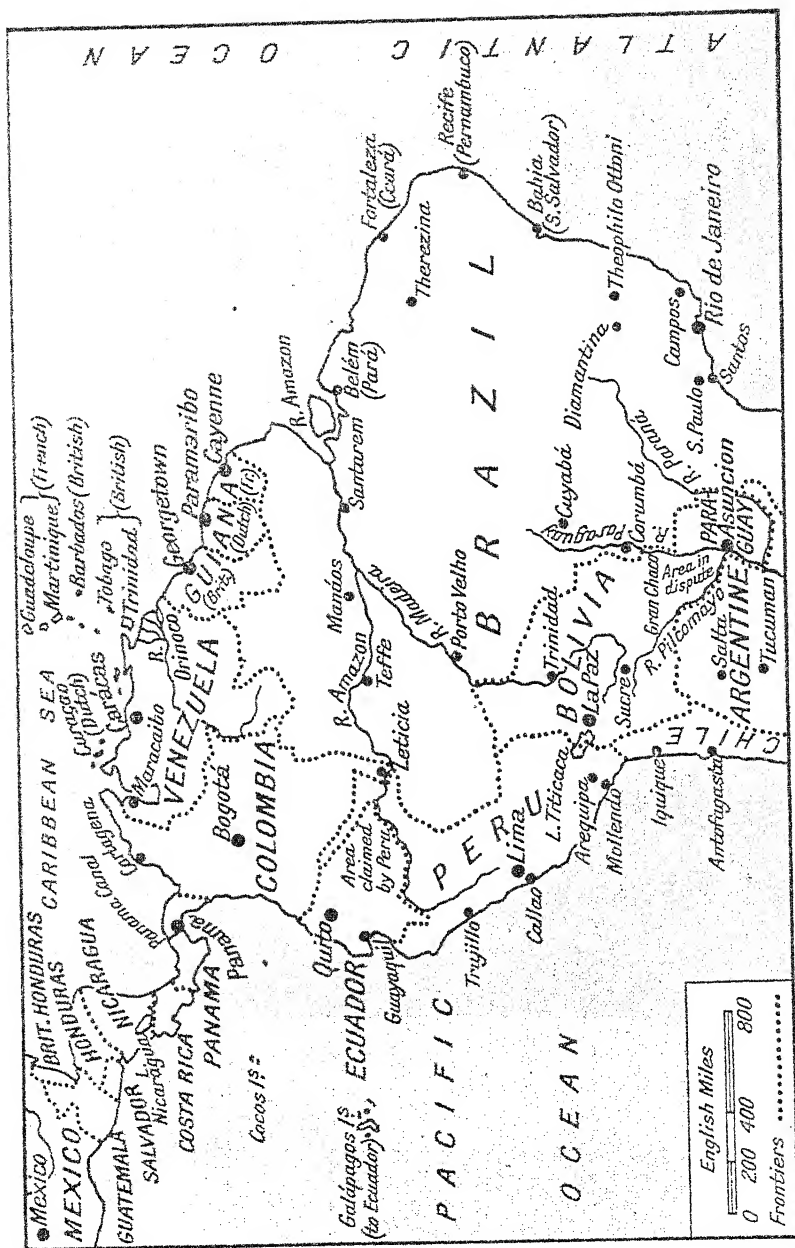 Mexico
MEXICO
BRIT. HONDURAS
HONDURAS
GUATEMALA
SALVADOR
NICARAGUA
L. Nicaragua
COSTA RICA
PANAMA
Panama
Panama Canal
Cocos Is
CARIBBEAN SEA
Guadeloupe
Martinique } (French)
Barbados (British)
Tobago
Trinidad } (British)
Curaçao
(Dutch)
Carácas
Maracaibo
Cartagena
VENEZUELA
R.
Orinoco
Georgetown
Paramaribo
Cayenne
GUIANA
(Brit.)
(Dutch)
(Fr.)
Bogotá
COLOMBIA
Quito
ECUADOR
Guayaquil
Galápagos Is
(to Ecuador)
Area
claimed
by Peru
Leticia
R. Amazon
Teffe
Manáos
R. Madeira
Santarem
R. Amazon
Belém
(Pará)
Fortaleza
(Ceará)
Therezina
Recife
(Pernambuco)
Bahia
(S. Salvador)
ATLANTIC OCEAN
BRAZIL
Porto Velho
PERU
Trujillo
Lima
Callao
L. Titicaca
Arequipa
Mollendo
BOLIVIA
Trinidad
La Paz
Sucre
Cuyabá
Corumbá
R. Paraguay
Gran Chaco
Area in
dispute
R. Pilcomayo
Diamantina
Theophilo Ottoni
R. Paraná
Campos
Rio de Janeiro
S. Paulo
Santos
PARA-
GUAY
Asuncion
ARGENTINE
Salta
Tucuman
CHILE
Iquique
Antofagasta
PACIFIC
OCEAN
English Miles
0 200 400 800
Frontiers